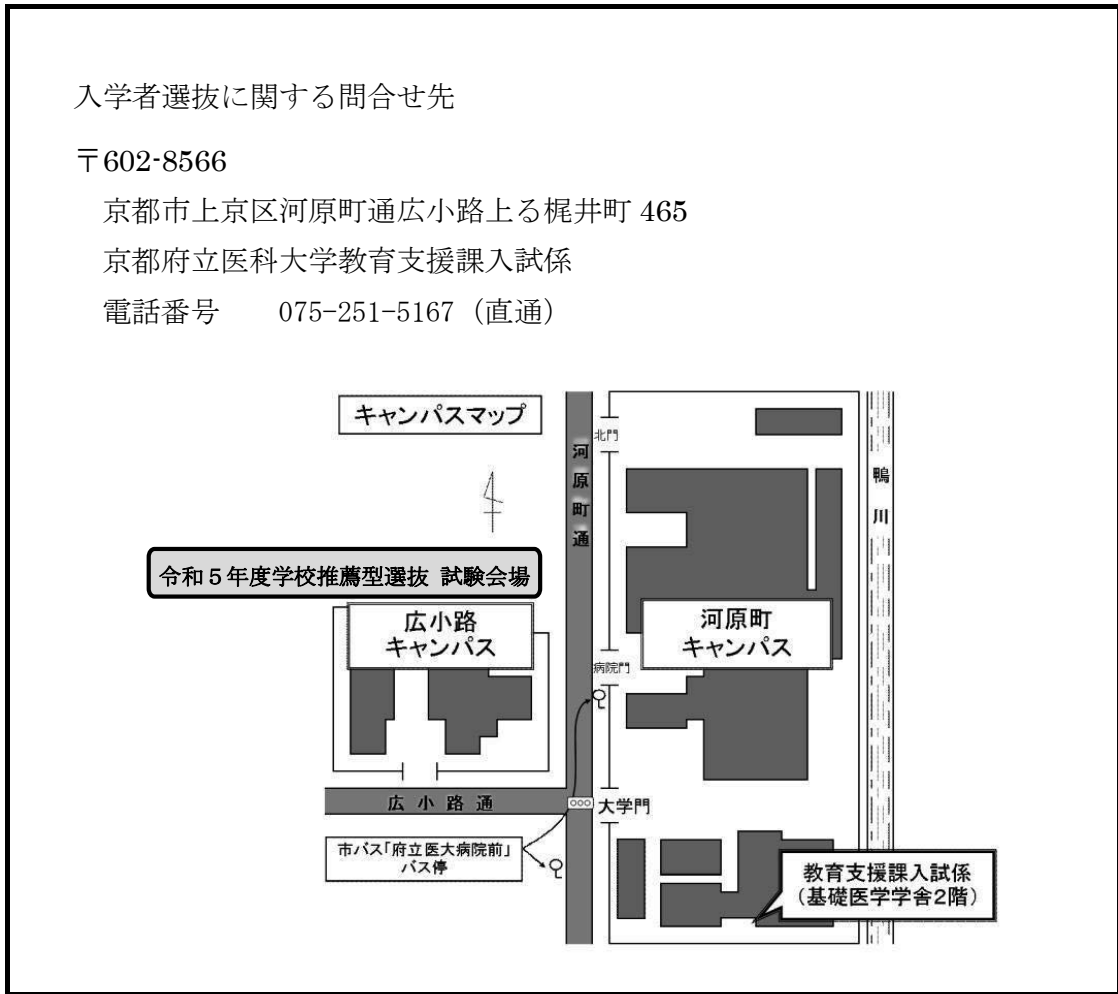 入学者選抜に関する問合せ先
〒602-8566
京都市上京区河原町通広小路上る梶井町 465
京都府立医科大学教育支援課入試係
電話番号　　075-251-5167（直通）
キャンパスマップ
北門
河原町通
鴨川
令和５年度学校推薦型選抜 試験会場
広小路
キャンパス
河原町
キャンパス
病院門
広小路通
大学門
市バス「府立医大病院前」
バス停
教育支援課入試係
（基礎医学学舎2階）